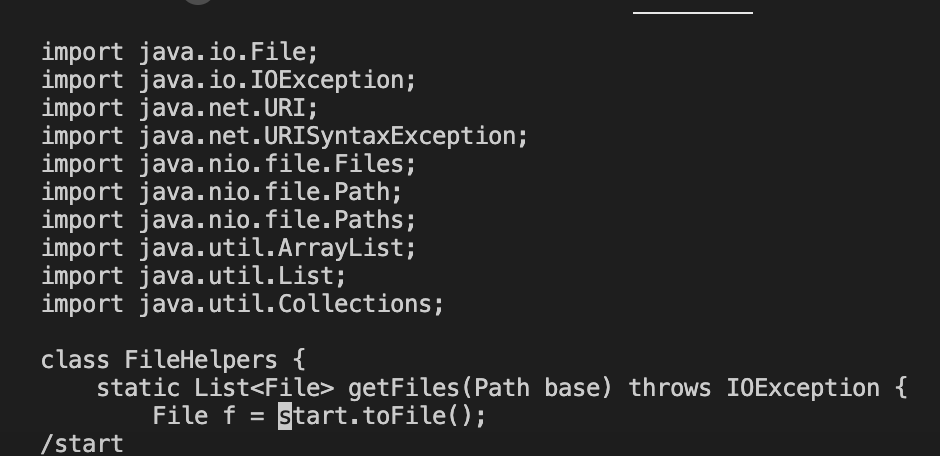 import java.io.File;
import java.io.IOException;
import java.net.URI;
import java.net.URISyntaxException;
import java.nio.file.Files;
import java.nio.file.Path;
import java.nio.file.Paths;
import java.util.ArrayList;
import java.util.List;
import java.util.Collections;

class FileHelpers {
    static List<File> getFiles(Path base) throws IOException {
        File f = start.toFile();
/start